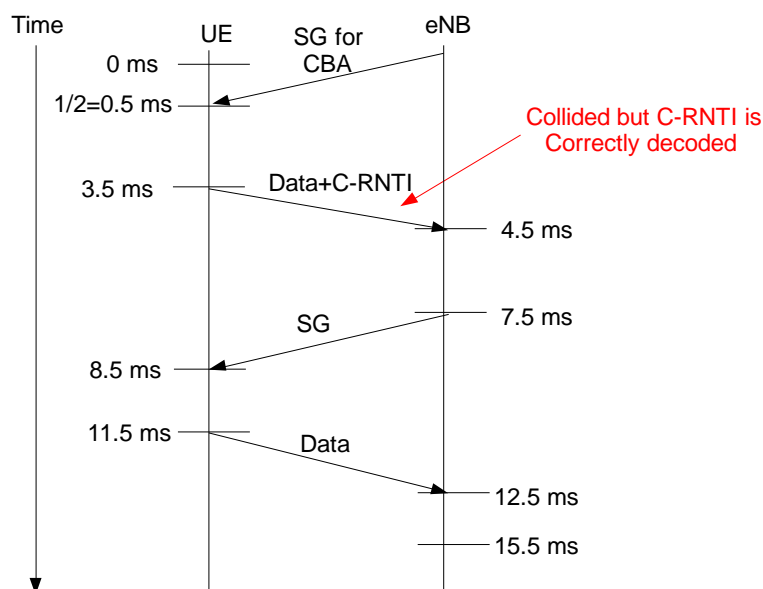 Time
UE
SG for
CBA
eNB
0 ms
1/2=0.5 ms
Collided but C-RNTI is
Correctly decoded
3.5 ms
Data+C-RNTI
4.5 ms
7.5 ms
SG
8.5 ms
11.5 ms
Data
12.5 ms
15.5 ms